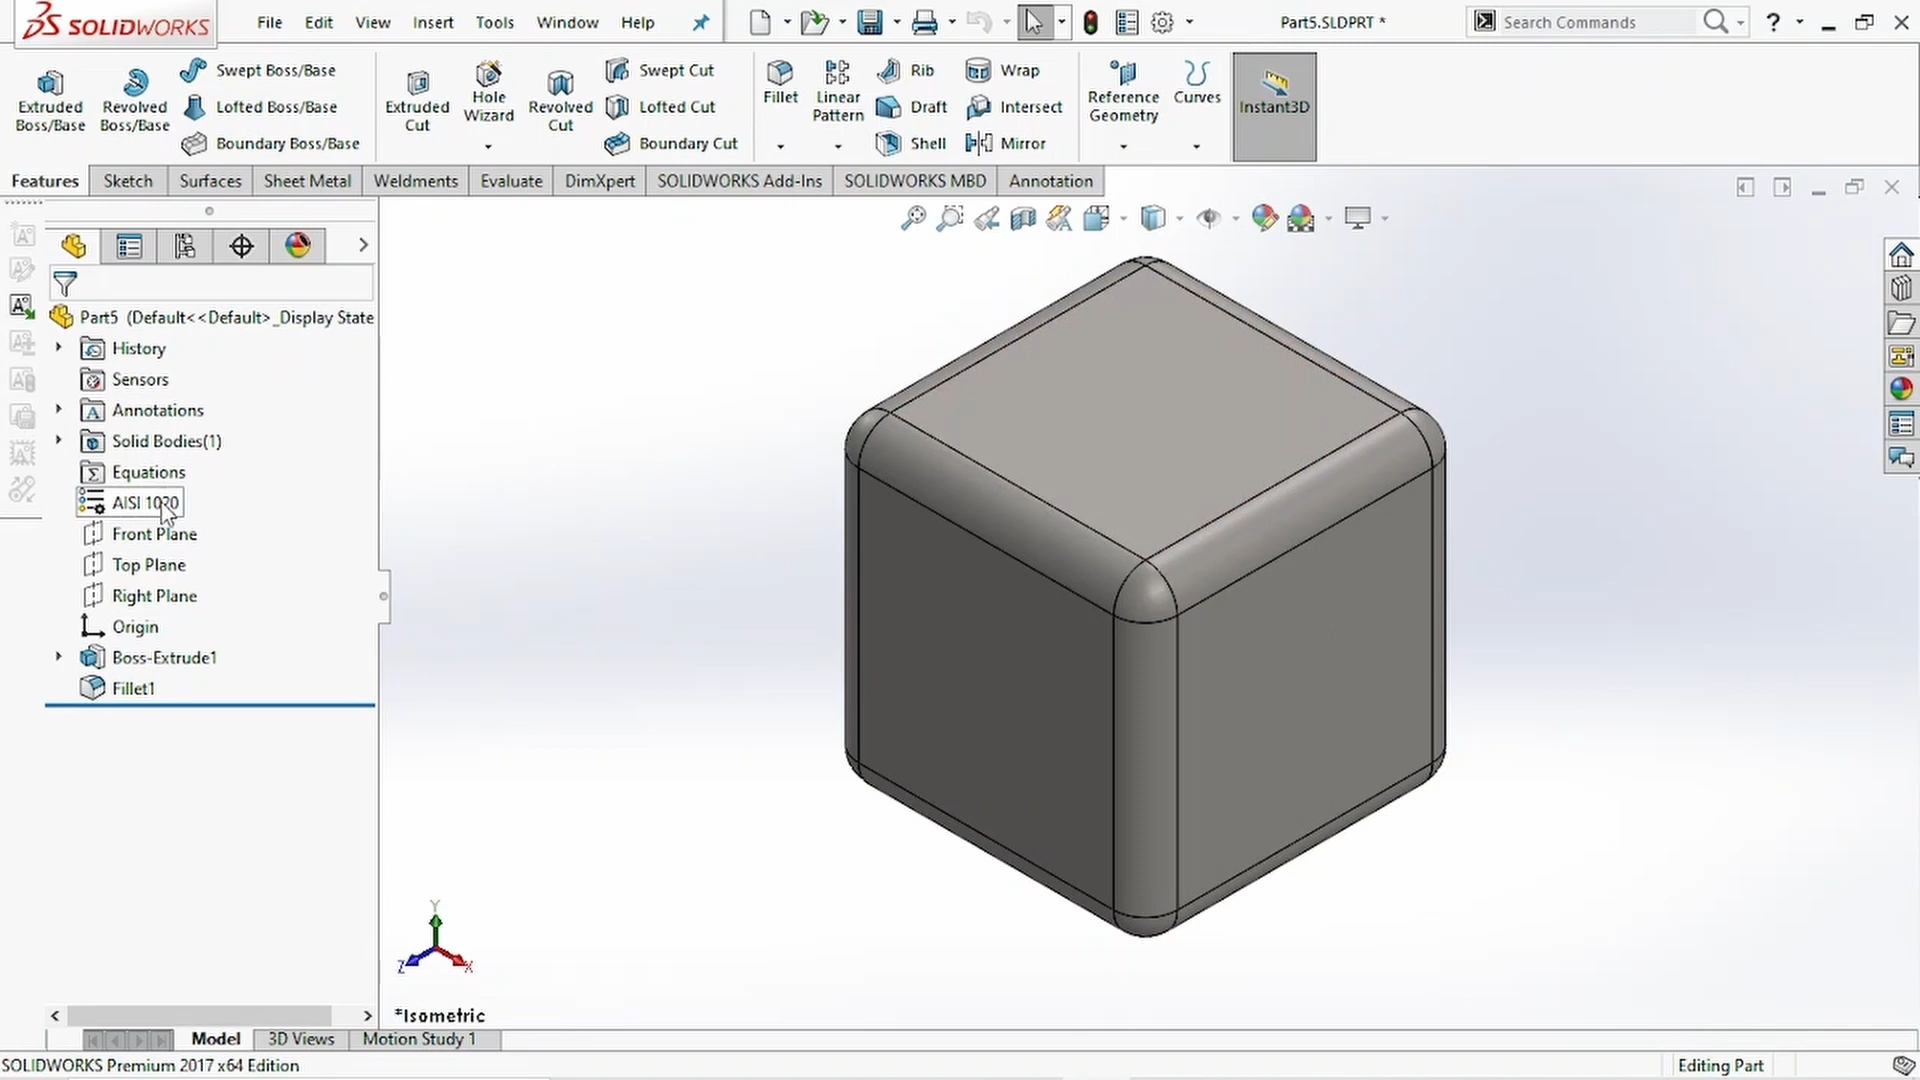 SOLIDWORKS File Edit View Insert Tools Window Help Part5.SLDPRT * Search Commands ?
Extruded Boss/Base
Revolved Boss/Base
Swept Boss/Base
Lofted Boss/Base
Boundary Boss/Base
Extruded Cut
Hole Wizard
Revolved Cut
Swept Cut
Lofted Cut
Boundary Cut
Fillet
Linear Pattern
Rib
Draft
Shell
Wrap
Intersect
Mirror
Reference Geometry
Curves
Instant3D
Features Sketch Surfaces Sheet Metal Weldments Evaluate DimXpert SOLIDWORKS Add-Ins SOLIDWORKS MBD Annotation
Part5 (Default<<Default>_Display State
History
Sensors
Annotations
Solid Bodies(1)
Equations
AISI
Front Plane
Top Plane
Right Plane
Origin
Boss-Extrude1
Fillet1
Y
Z X
*Isometric
Model 3D Views Motion Study 1
SOLIDWORKS Premium 2017 x64 Edition Editing Part